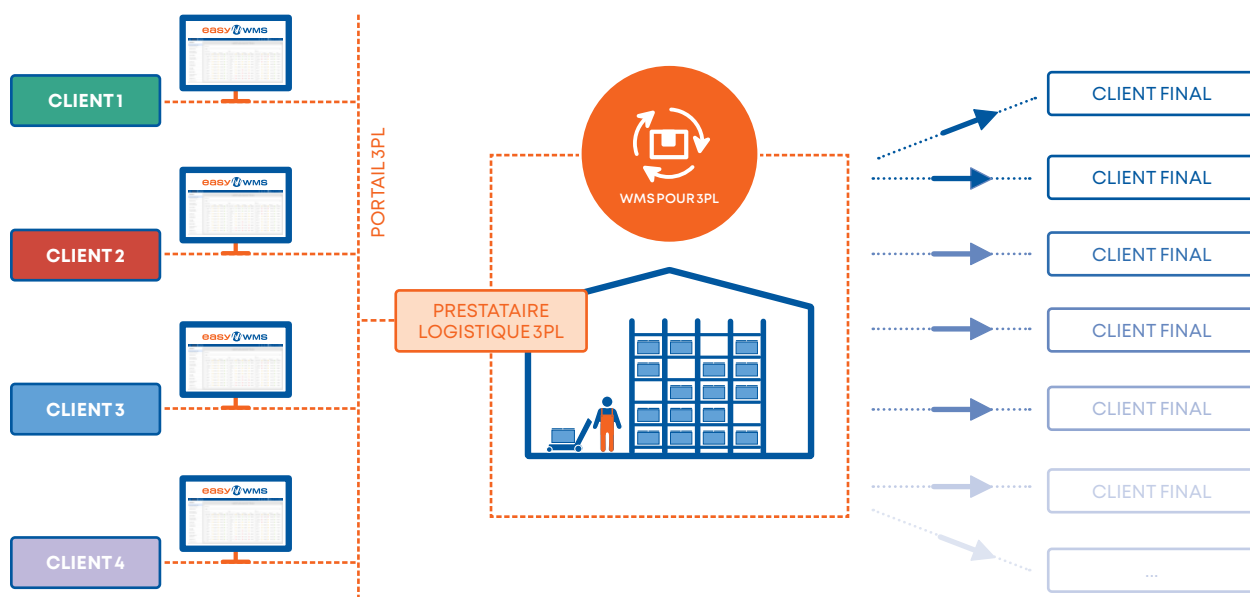 easy WMS
CLIENT 1
easy WMS
CLIENT 2
easy WMS
CLIENT 3
easy WMS
CLIENT 4
PORTAIL 3PL
PRESTATAIRE
LOGISTIQUE 3PL
WMS POUR 3PL
CLIENT FINAL
CLIENT FINAL
CLIENT FINAL
CLIENT FINAL
CLIENT FINAL
CLIENT FINAL
...